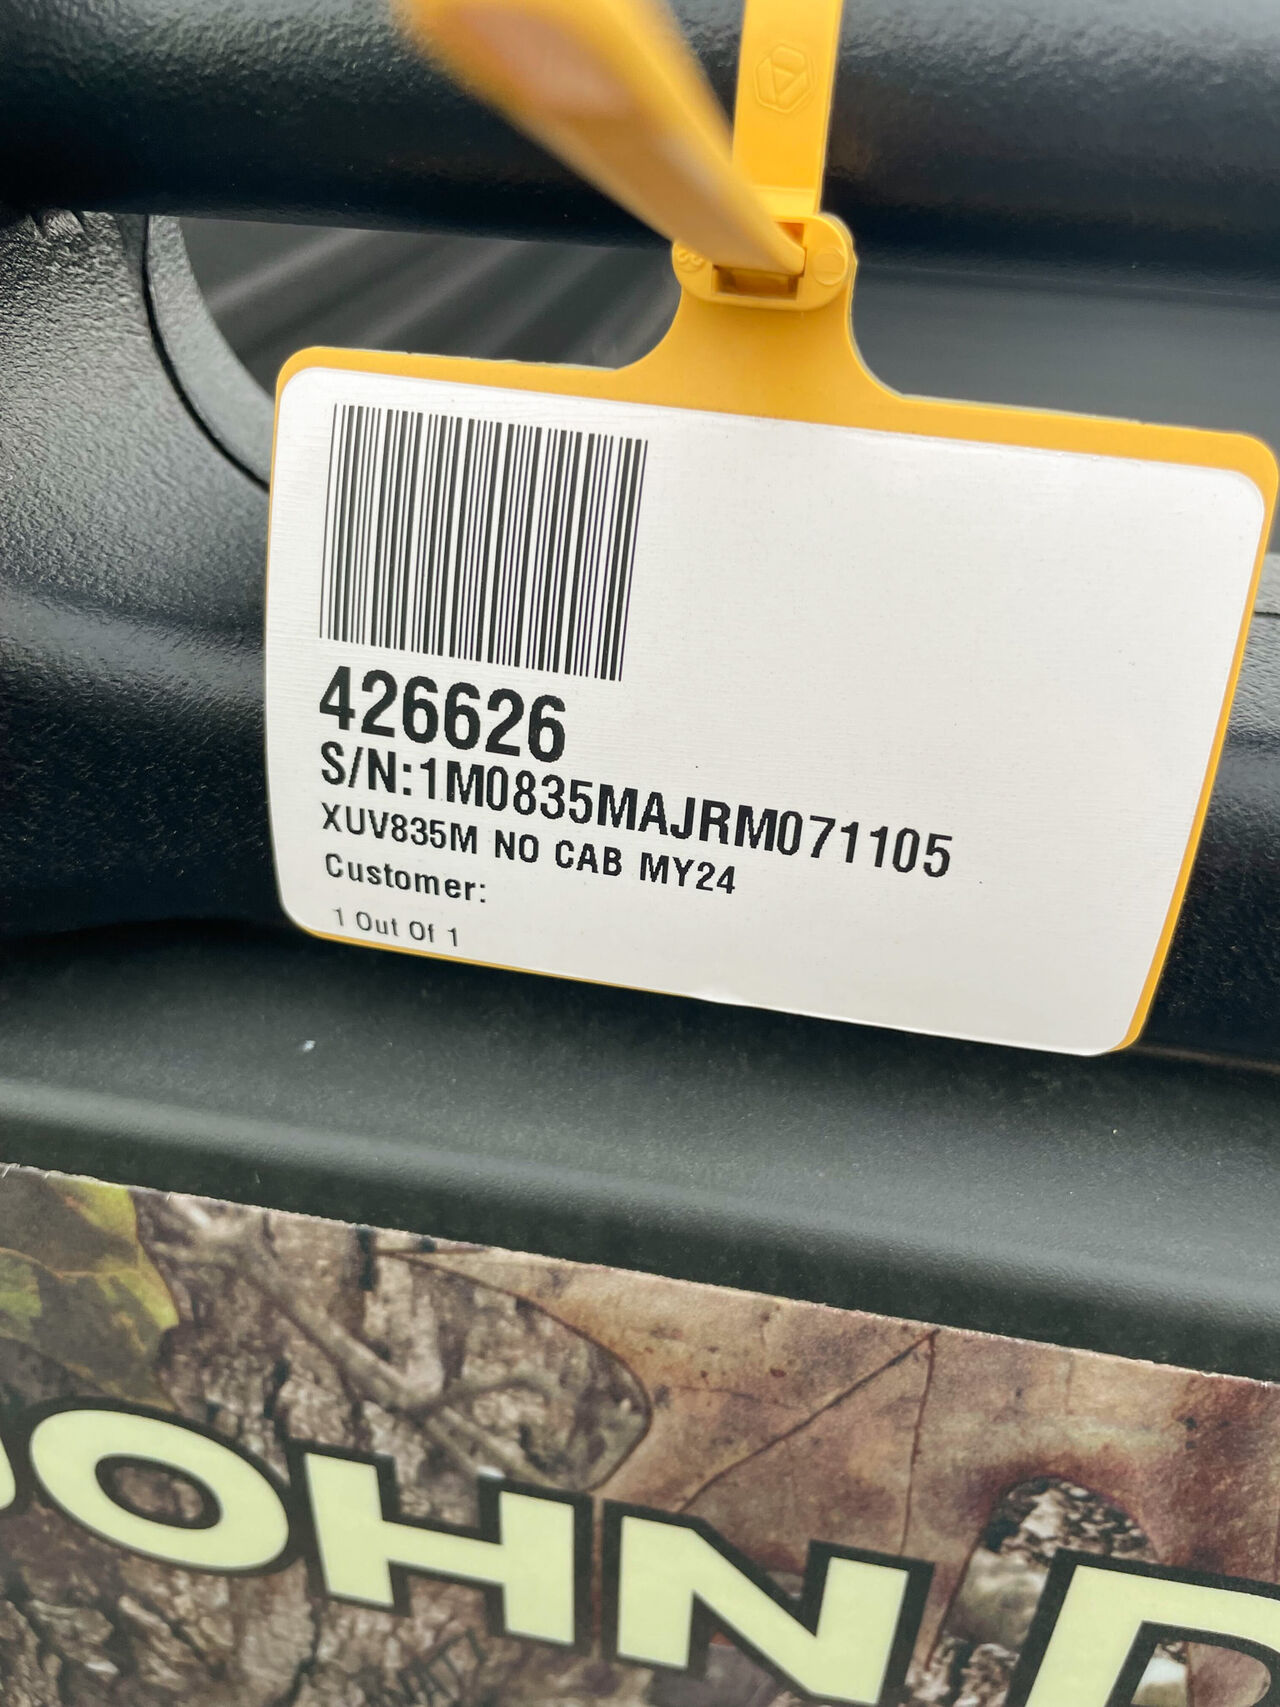 426626
S/N:1M0835MAJRM071105
XUV835M NO CAB MY24
Customer:
1 Out Of 1
JOHN D